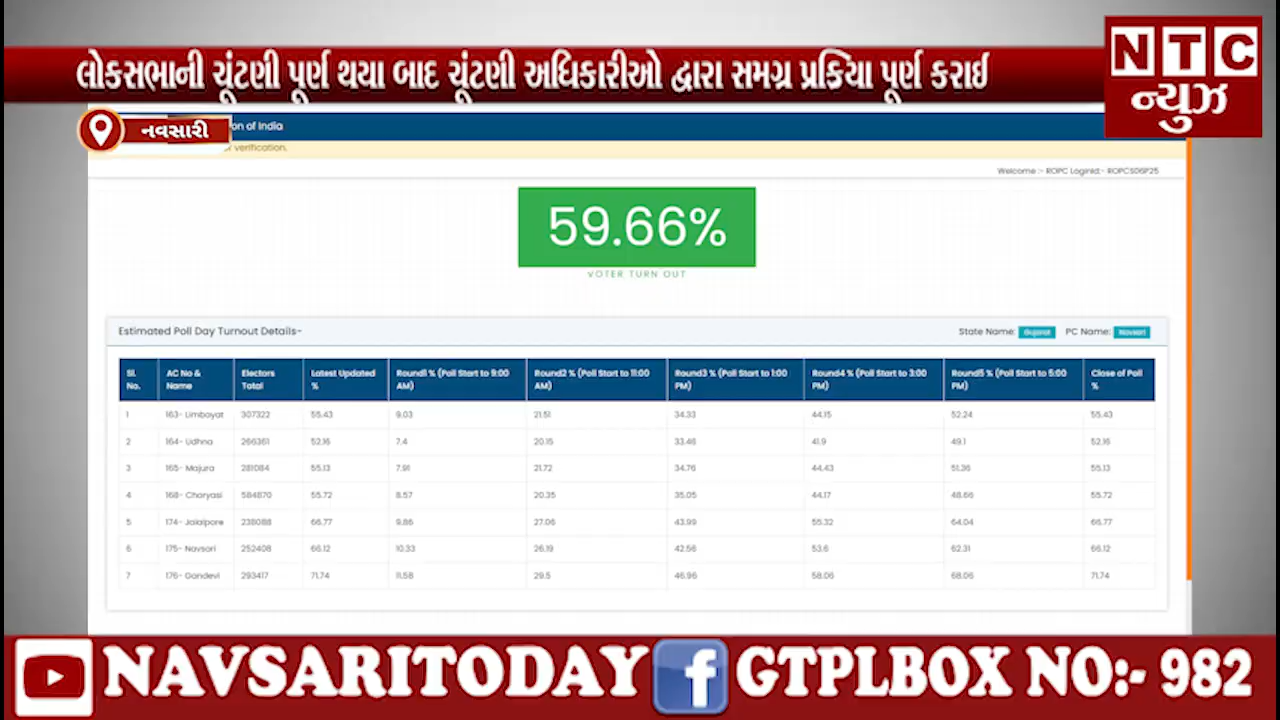 લોકસભાની ચૂંટણી પૂર્ણ થયા બાદ ચૂંટણી અધિકારીઓ દ્વારા સમગ્ર પ્રક્રિયા પૂર્ણ કરાઈ
NTC
ન્યુઝ
નવસારી
on of India
verification.
Welcome :- ROPC LoginId:- ROPCS06P25
59.66%
VOTER TURN OUT
Estimated Poll Day Turnout Details- State Name: Gujarat PC Name: Navsari
Sl. No. AC No & Name Electors Total Latest Updated % Round1 % (Poll Start to 9:00 AM) Round2 % (Poll Start to 11:00 AM) Round3 % (Poll Start to 1:00 PM) Round4 % (Poll Start to 3:00 PM) Round5 % (Poll Start to 5:00 PM) Close of Poll %
1 163- Limbayat 307322 55.43 9.03 21.51 34.33 44.15 52.24 55.43
2 164- Udhna 266361 52.16 7.4 20.15 33.46 41.9 49.1 52.16
3 165- Majura 281084 55.13 7.91 21.72 34.76 44.43 51.36 55.13
4 168- Choryasi 584870 55.72 8.57 20.35 35.05 44.17 48.66 55.72
5 174- Jalalpore 238088 66.77 9.86 27.06 43.99 55.32 64.04 66.77
6 175- Navsari 252408 66.12 10.33 26.19 42.56 53.6 62.31 66.12
7 176- Gandevi 293417 71.74 11.58 29.5 46.96 58.06 68.06 71.74
NAVSARITODAY f GTPLBOX NO:- 982